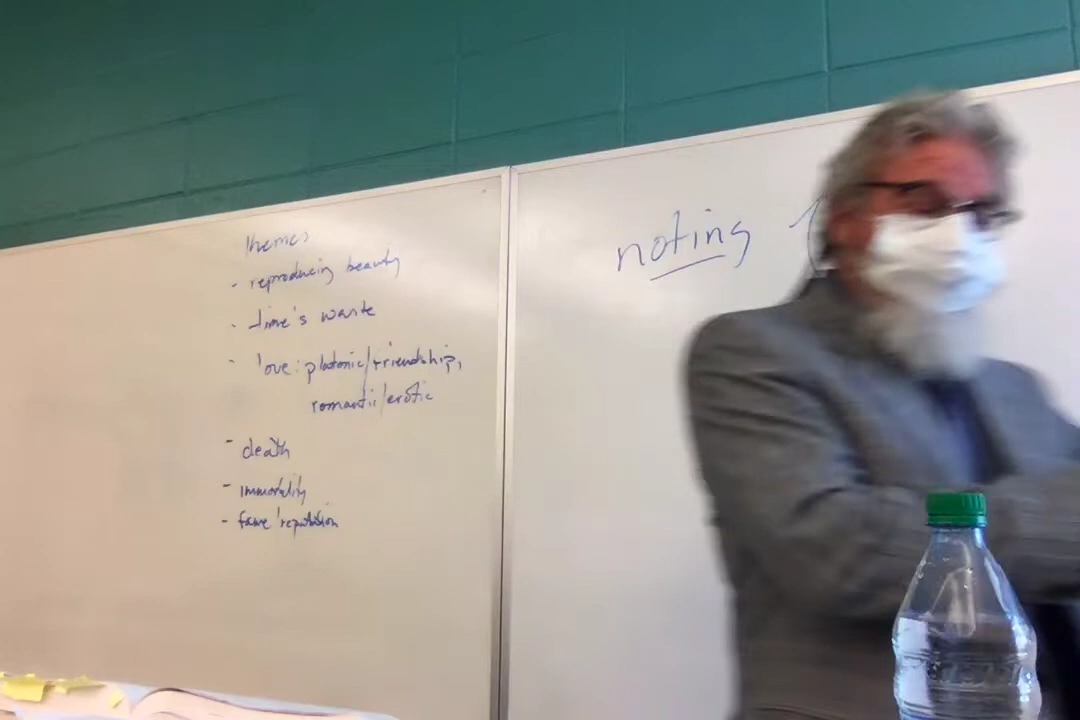 themes
- reproducing beauty
- time's waste
- love: platonic/friendship,
romantic/erotic
- death
- immortality
- fame/reputation
noting (